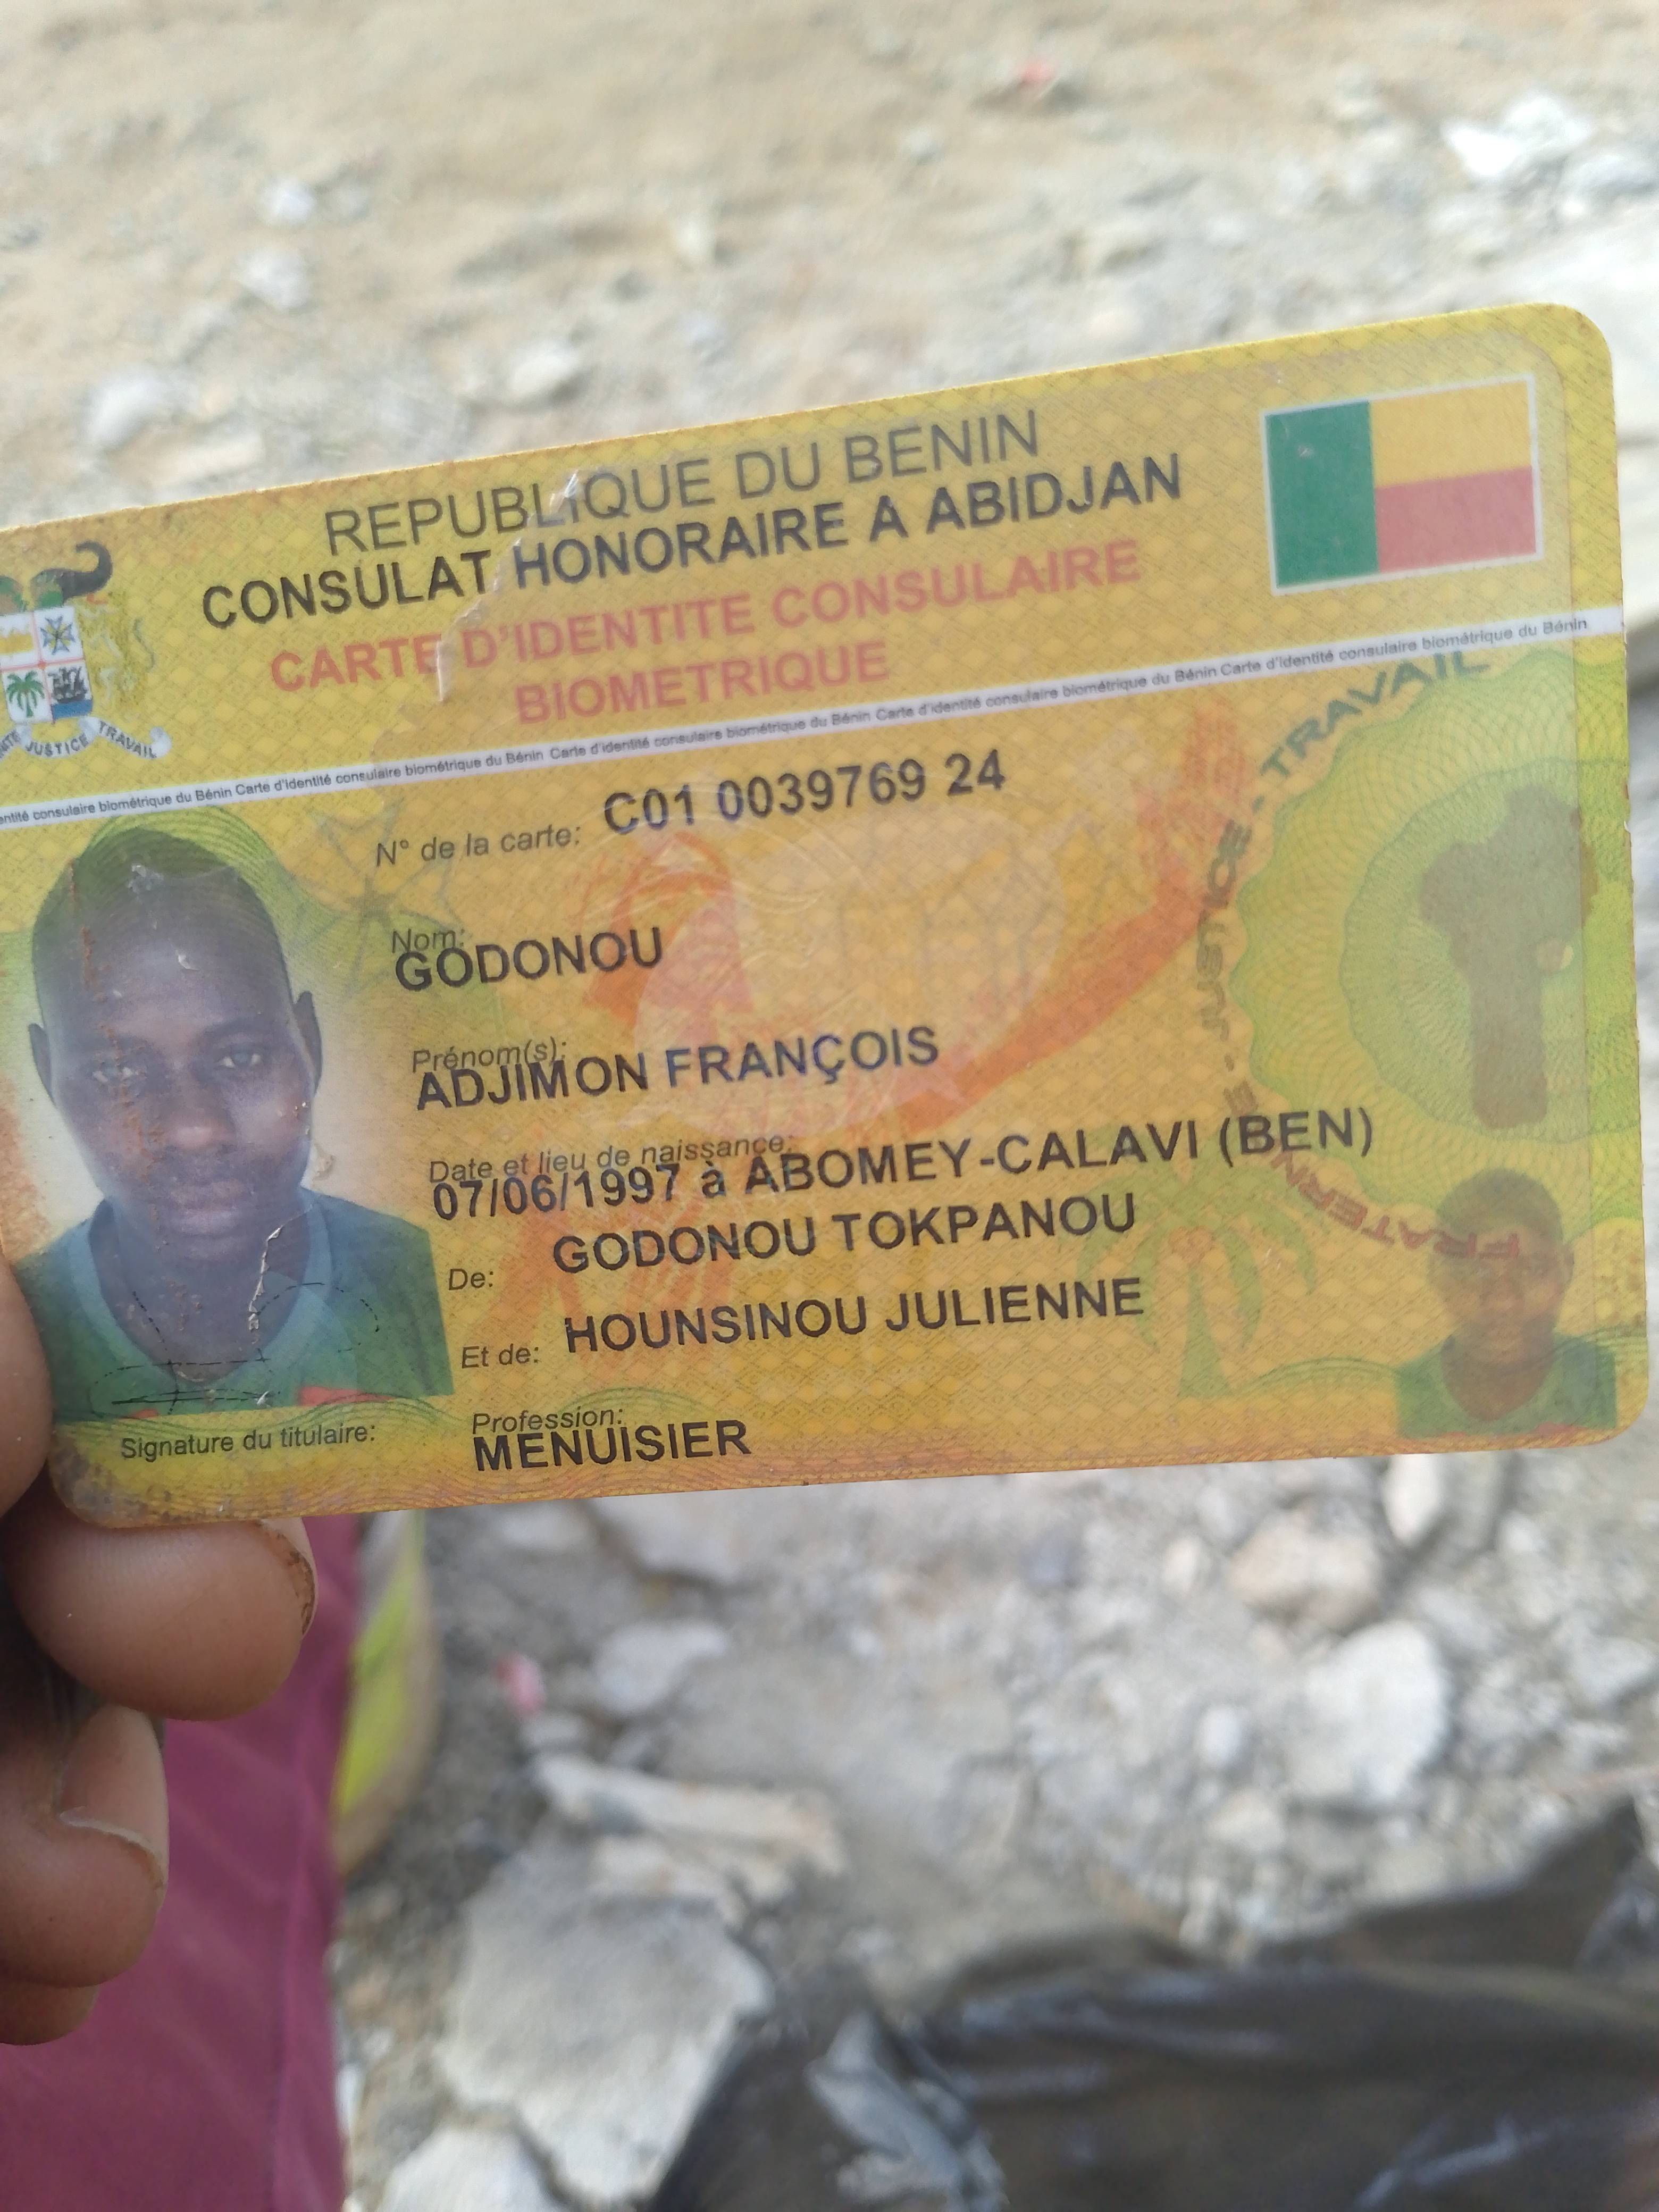 REPUBLIQUE DU BENIN
CONSULAT HONORAIRE A ABIDJAN
CARTE D'IDENTITE CONSULAIRE
BIOMETRIQUE
JUSTICE TRAVAIL
entité consulaire biométrique du Bénin Carte d'identité consulaire biométrique du Bénin Carte d'identité consulaire biométrique du Bénin Carte d'identité consulaire biométrique du Bénin Carte d'identité consulaire biométrique du Bénin
N° de la carte: C01 0039769 24
Nom:
GODONOU
Prénom(s):
ADJIMON FRANÇOIS
Date et lieu de naissance:
07/06/1997 à ABOMEY-CALAVI (BEN)
De: GODONOU TOKPANOU
Et de: HOUNSINOU JULIENNE
Profession:
MENUISIER
Signature du titulaire:
FRATERN - JUSTICE - TRAVAIL